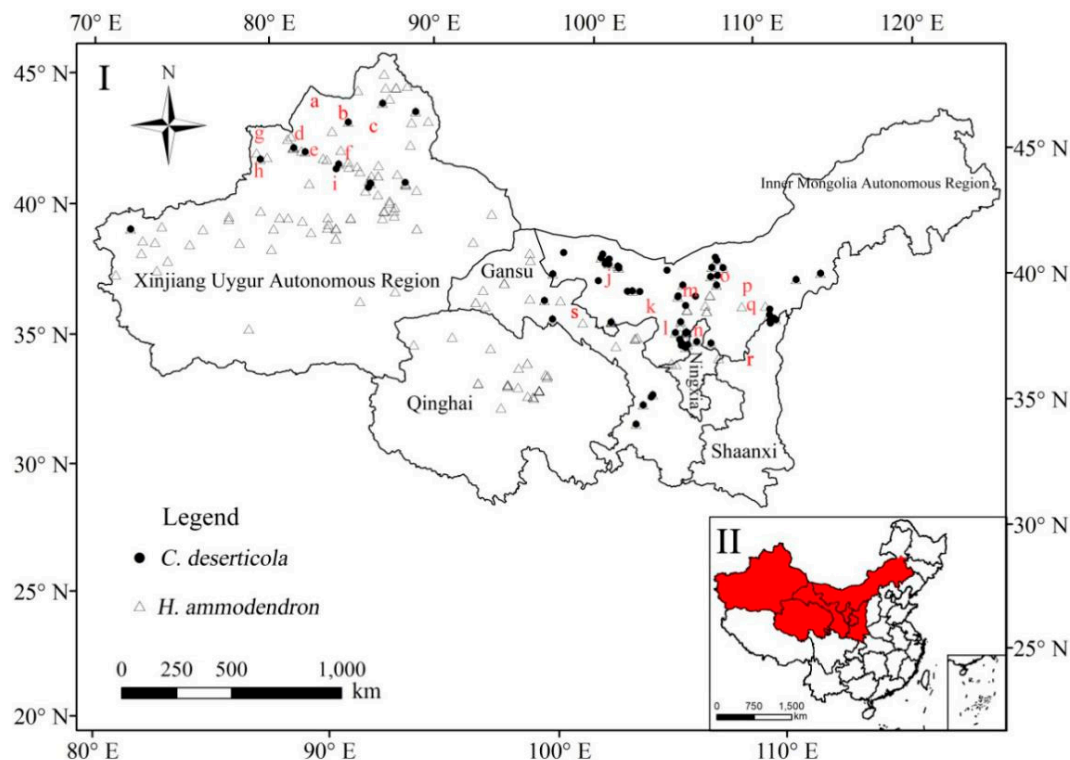 70° E 80° E 90° E 100° E 110° E 120° E
I
N
45° N
40° N
35° N
30° N
25° N
20° N
45° N
40° N
35° N
30° N
25° N
a
b
c
d
e
f
g
h
i
j
k
l
m
n
o
p
q
r
s
Inner Mongolia Autonomous Region
Xinjiang Uygur Autonomous Region
Gansu
Qinghai
Ningxia
Shaanxi
Legend
C. deserticola
H. ammodendron
0 250 500 1,000
km
II
0 750 1,500
km
80° E 90° E 100° E 110° E